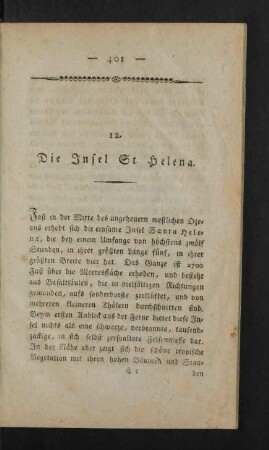 — 401 —
12.
Die Insel St Helena.
Fast in der Mitte des ungeheuern westlichen Oze-
ans erhebt sich die einsame Insel Santa Hele-
na, die bey einem Umfange von höchstens zwölf
Stunden, in ihrer größten Länge fünf, in ihrer
größten Breite vier hat. Das Ganze ist 2700
Fuß über die Meeresfläche erhoben, und besteht
aus Basaltsäulen, die in vielfältigen Richtungen
gewunden, aufs sonderbarste zerklüftet, und von
mehreren kleinern Thälern durchschnitten sind.
Beym ersten Anblick aus der Ferne bietet diese In-
sel nichts als eine schwarze, verbrannte, tausend-
zackige, in sich selbst zerspaltene Felsenmasse dar.
In der Nähe aber zeigt sich die schöne tropische
Vegetation mit ihren hohen Bäumen und Stau-
C c
den